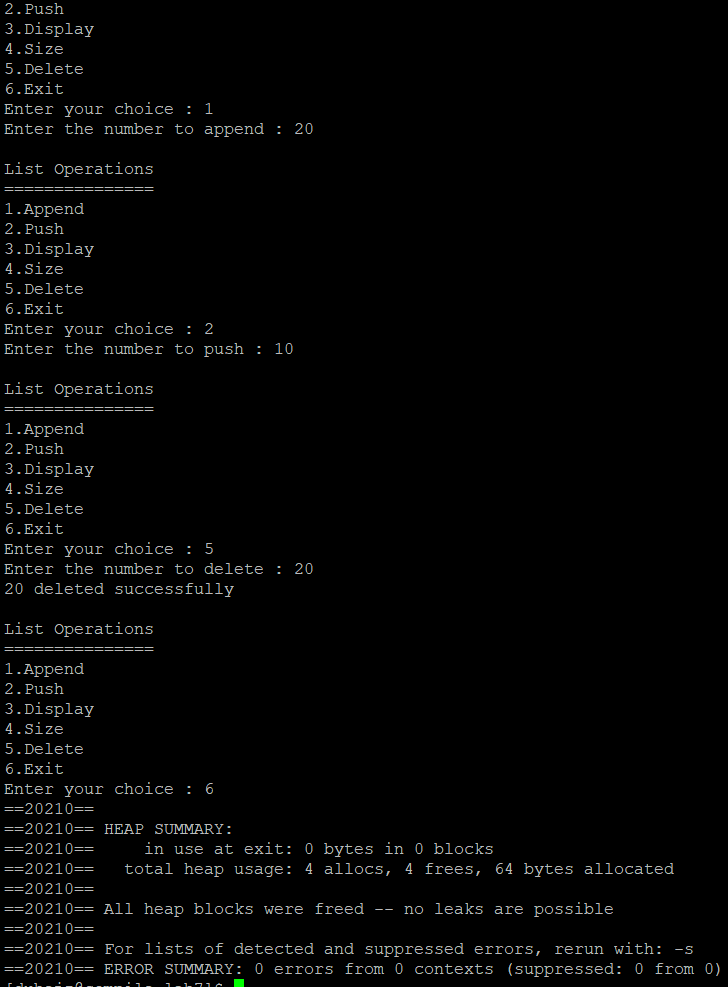 2.Push
3.Display
4.Size
5.Delete
6.Exit
Enter your choice : 1
Enter the number to append : 20

List Operations
===============
1.Append
2.Push
3.Display
4.Size
5.Delete
6.Exit
Enter your choice : 2
Enter the number to push : 10

List Operations
===============
1.Append
2.Push
3.Display
4.Size
5.Delete
6.Exit
Enter your choice : 5
Enter the number to delete : 20
20 deleted successfully

List Operations
===============
1.Append
2.Push
3.Display
4.Size
5.Delete
6.Exit
Enter your choice : 6
==20210==
==20210== HEAP SUMMARY:
==20210==     in use at exit: 0 bytes in 0 blocks
==20210==   total heap usage: 4 allocs, 4 frees, 64 bytes allocated
==20210==
==20210== All heap blocks were freed -- no leaks are possible
==20210==
==20210== For lists of detected and suppressed errors, rerun with: -s
==20210== ERROR SUMMARY: 0 errors from 0 contexts (suppressed: 0 from 0)